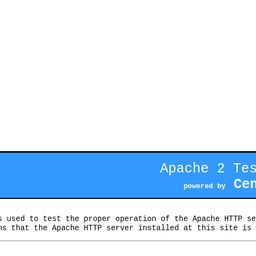 Apache 2 Tes
powered by Cen
s used to test the proper operation of the Apache HTTP se
ns that the Apache HTTP server installed at this site is